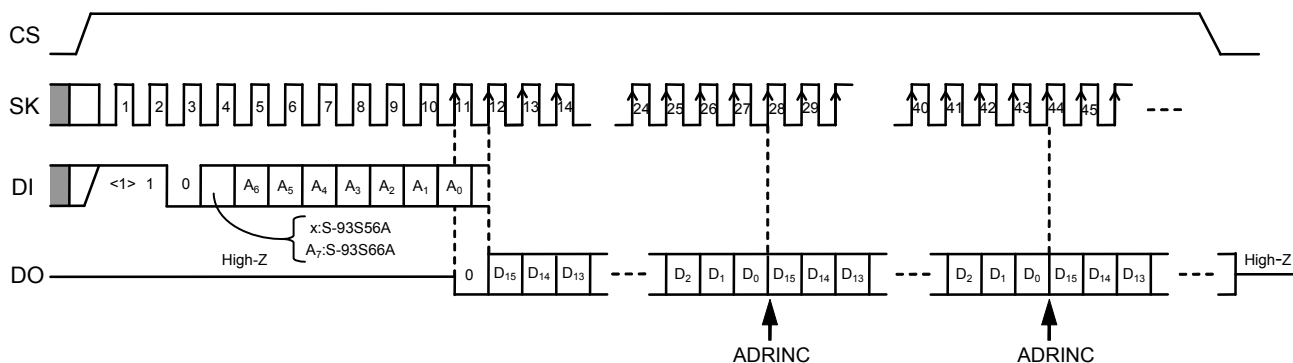 CS
SK
1 2 3 4 5 6 7 8 9 10 11 12 13 14 24 25 26 27 28 29 40 41 42 43 44 45
DI
<1> 1 0 A6 A5 A4 A3 A2 A1 A0
x:S-93S56A
A7:S-93S66A
High-Z
High-Z
DO
0 D15 D14 D13 D2 D1 D0 D15 D14 D13 D2 D1 D0 D15 D14 D13
ADRINC ADRINC